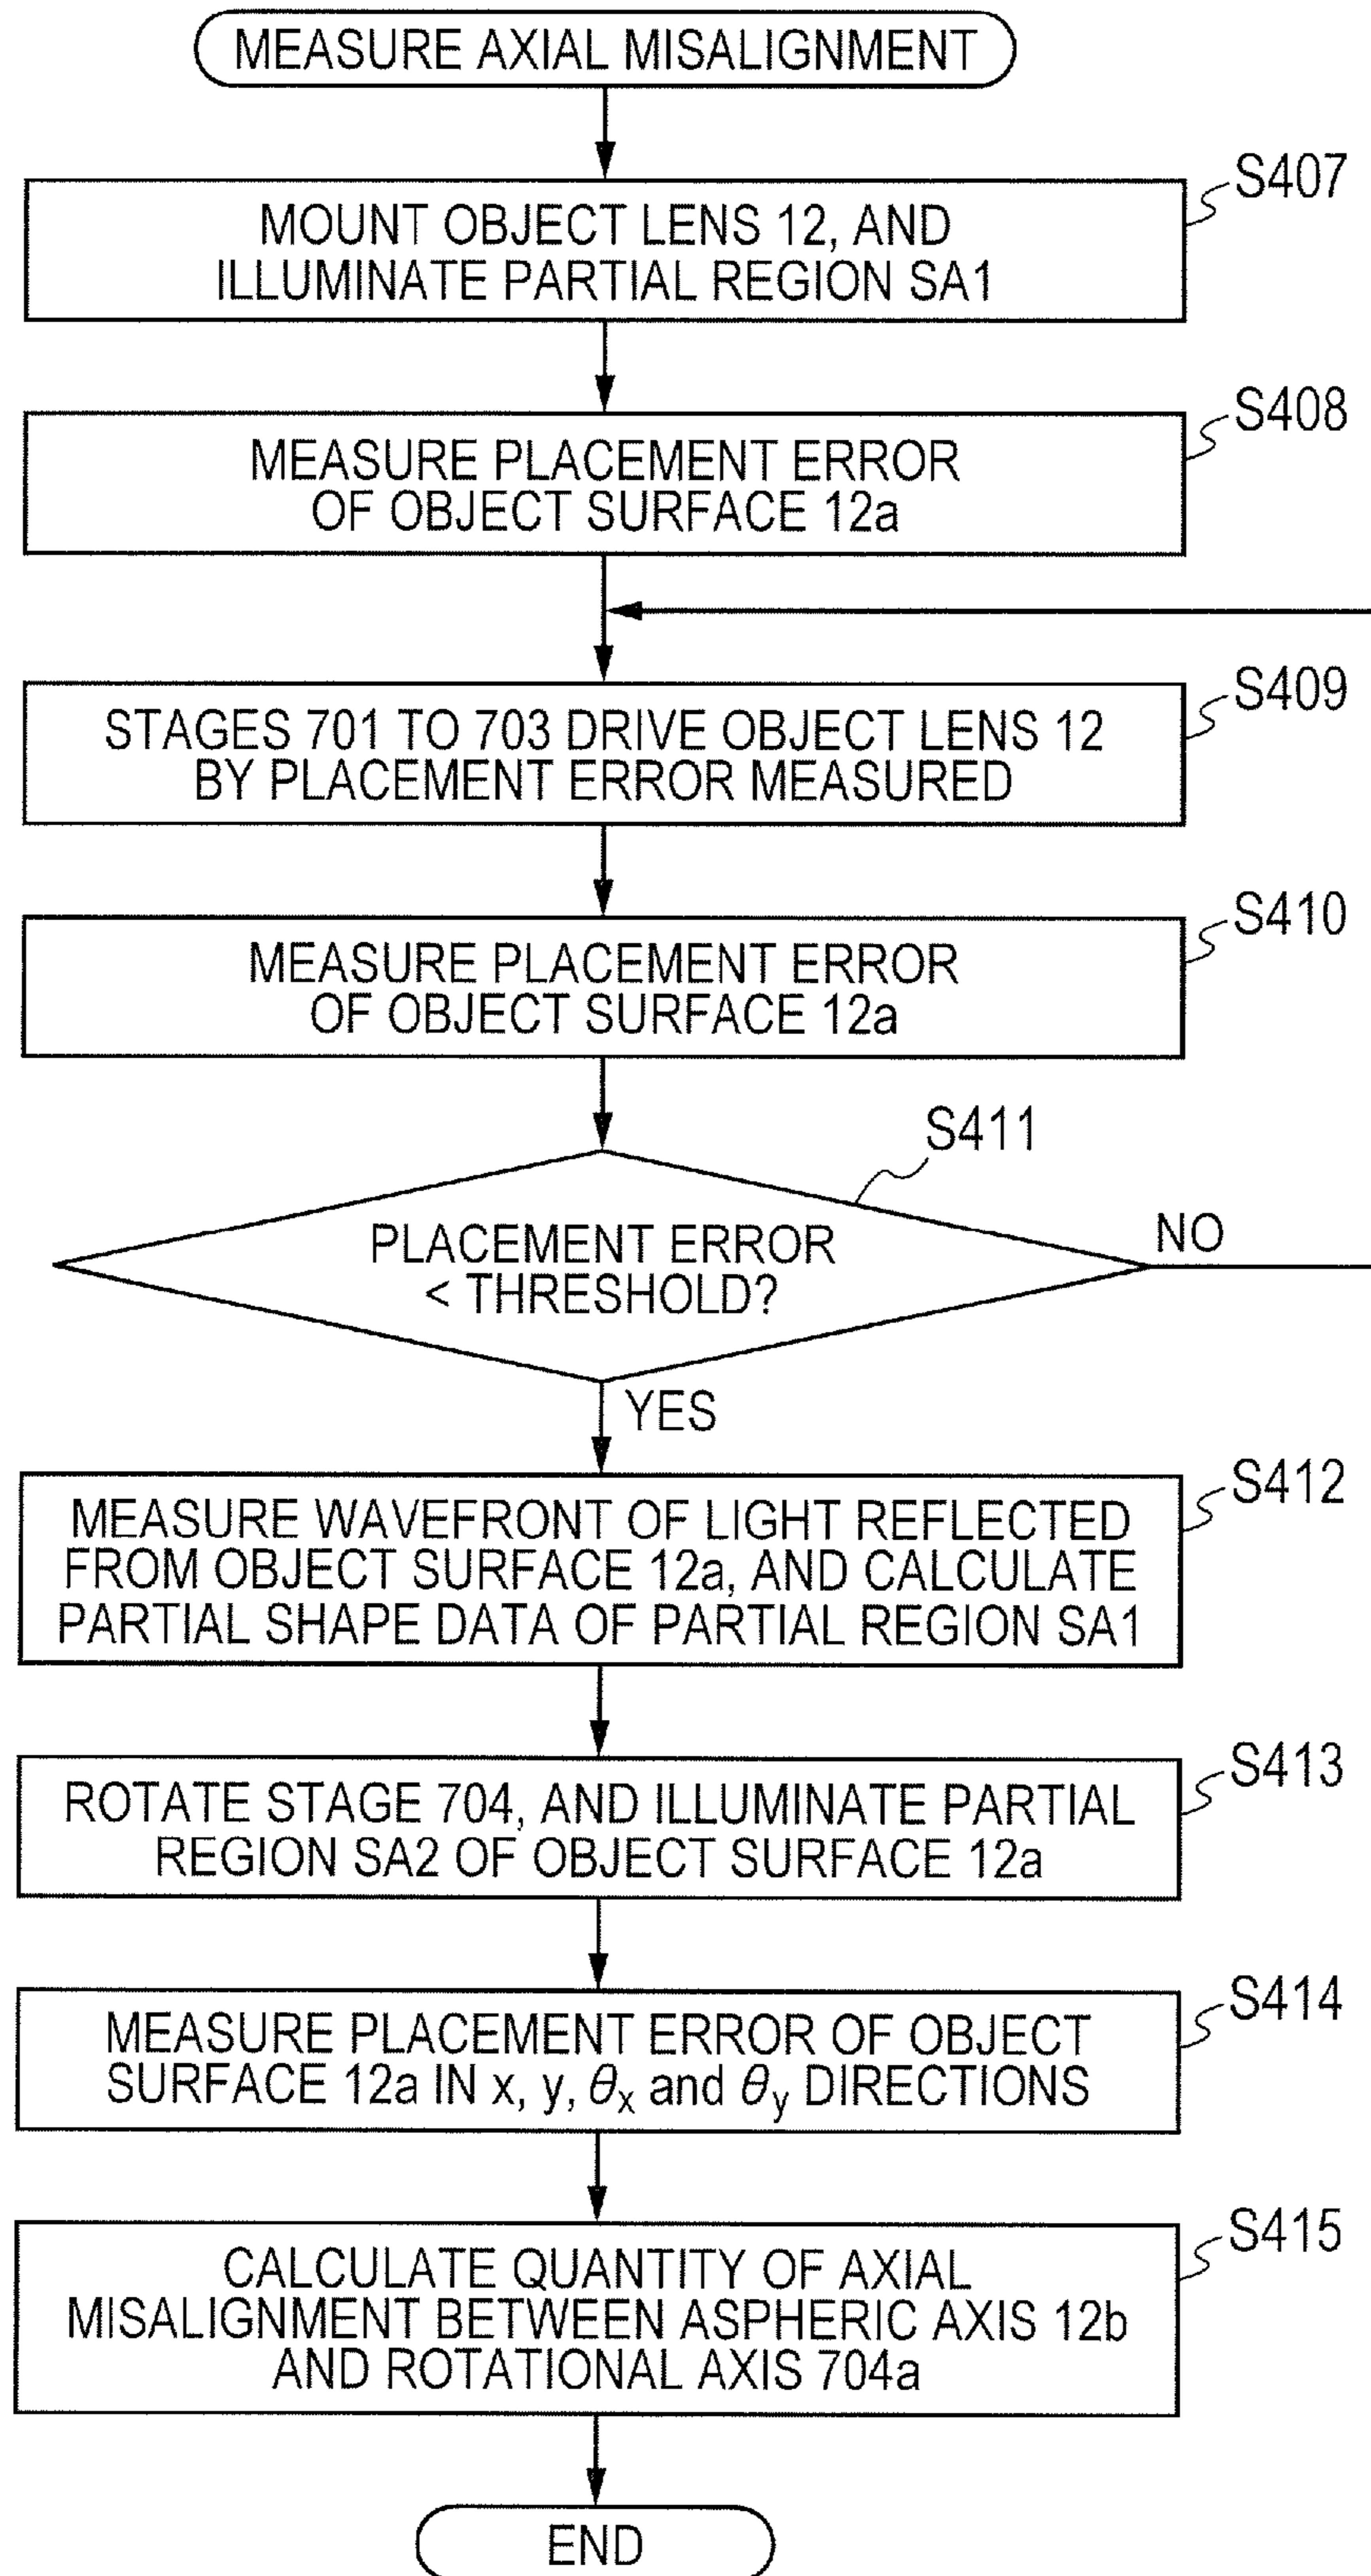 MEASURE AXIAL MISALIGNMENT
S407
MOUNT OBJECT LENS 12, AND
ILLUMINATE PARTIAL REGION SA1
S408
MEASURE PLACEMENT ERROR
OF OBJECT SURFACE 12a
S409
STAGES 701 TO 703 DRIVE OBJECT LENS 12
BY PLACEMENT ERROR MEASURED
S410
MEASURE PLACEMENT ERROR
OF OBJECT SURFACE 12a
S411
PLACEMENT ERROR
< THRESHOLD?
NO
YES
S412
MEASURE WAVEFRONT OF LIGHT REFLECTED
FROM OBJECT SURFACE 12a, AND CALCULATE
PARTIAL SHAPE DATA OF PARTIAL REGION SA1
S413
ROTATE STAGE 704, AND ILLUMINATE PARTIAL
REGION SA2 OF OBJECT SURFACE 12a
S414
MEASURE PLACEMENT ERROR OF OBJECT
SURFACE 12a IN x, y, θx and θy DIRECTIONS
S415
CALCULATE QUANTITY OF AXIAL
MISALIGNMENT BETWEEN ASPHERIC AXIS 12b
AND ROTATIONAL AXIS 704a
END